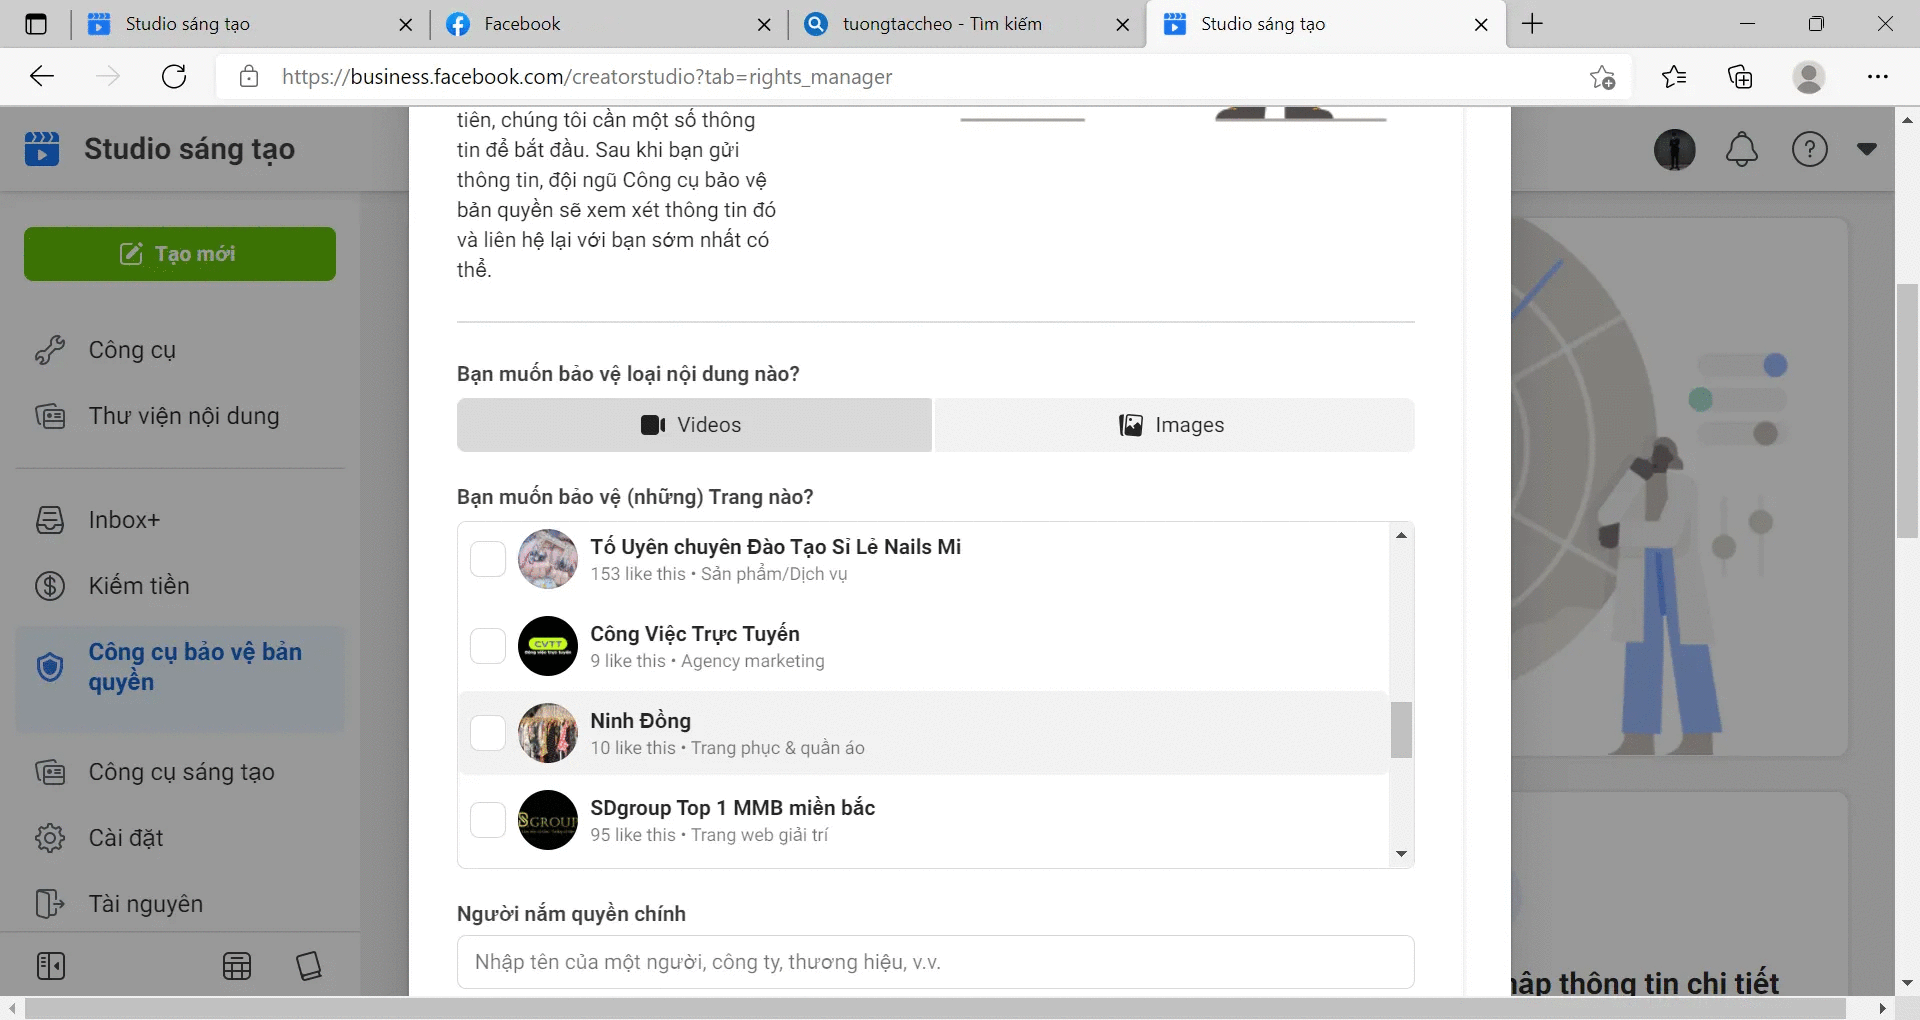 Studio sáng tạo
Facebook
tuongtaccheo - Tìm kiếm
Studio sáng tạo
https://business.facebook.com/creatorstudio?tab=rights_manager
Studio sáng tạo
Tạo mới
Công cụ
Thư viện nội dung
Inbox+
Kiếm tiền
Công cụ bảo vệ bản
quyền
Công cụ sáng tạo
Cài đặt
Tài nguyên
tiên, chúng tôi cần một số thông
tin để bắt đầu. Sau khi bạn gửi
thông tin, đội ngũ Công cụ bảo vệ
bản quyền sẽ xem xét thông tin đó
và liên hệ lại với bạn sớm nhất có
thể.
Bạn muốn bảo vệ loại nội dung nào?
Videos
Images
Bạn muốn bảo vệ (những) Trang nào?
Tố Uyên chuyên Đào Tạo Sỉ Lẻ Nails Mi
153 like this • Sản phẩm/Dịch vụ
CVTT
Công Việc Trực Tuyến
9 like this • Agency marketing
Ninh Đồng
10 like this • Trang phục & quần áo
SGROUP
SDgroup Top 1 MMB miền bắc
95 like this • Trang web giải trí
Người nắm quyền chính
Nhập tên của một người, công ty, thương hiệu, v.v.
hập thông tin chi tiết